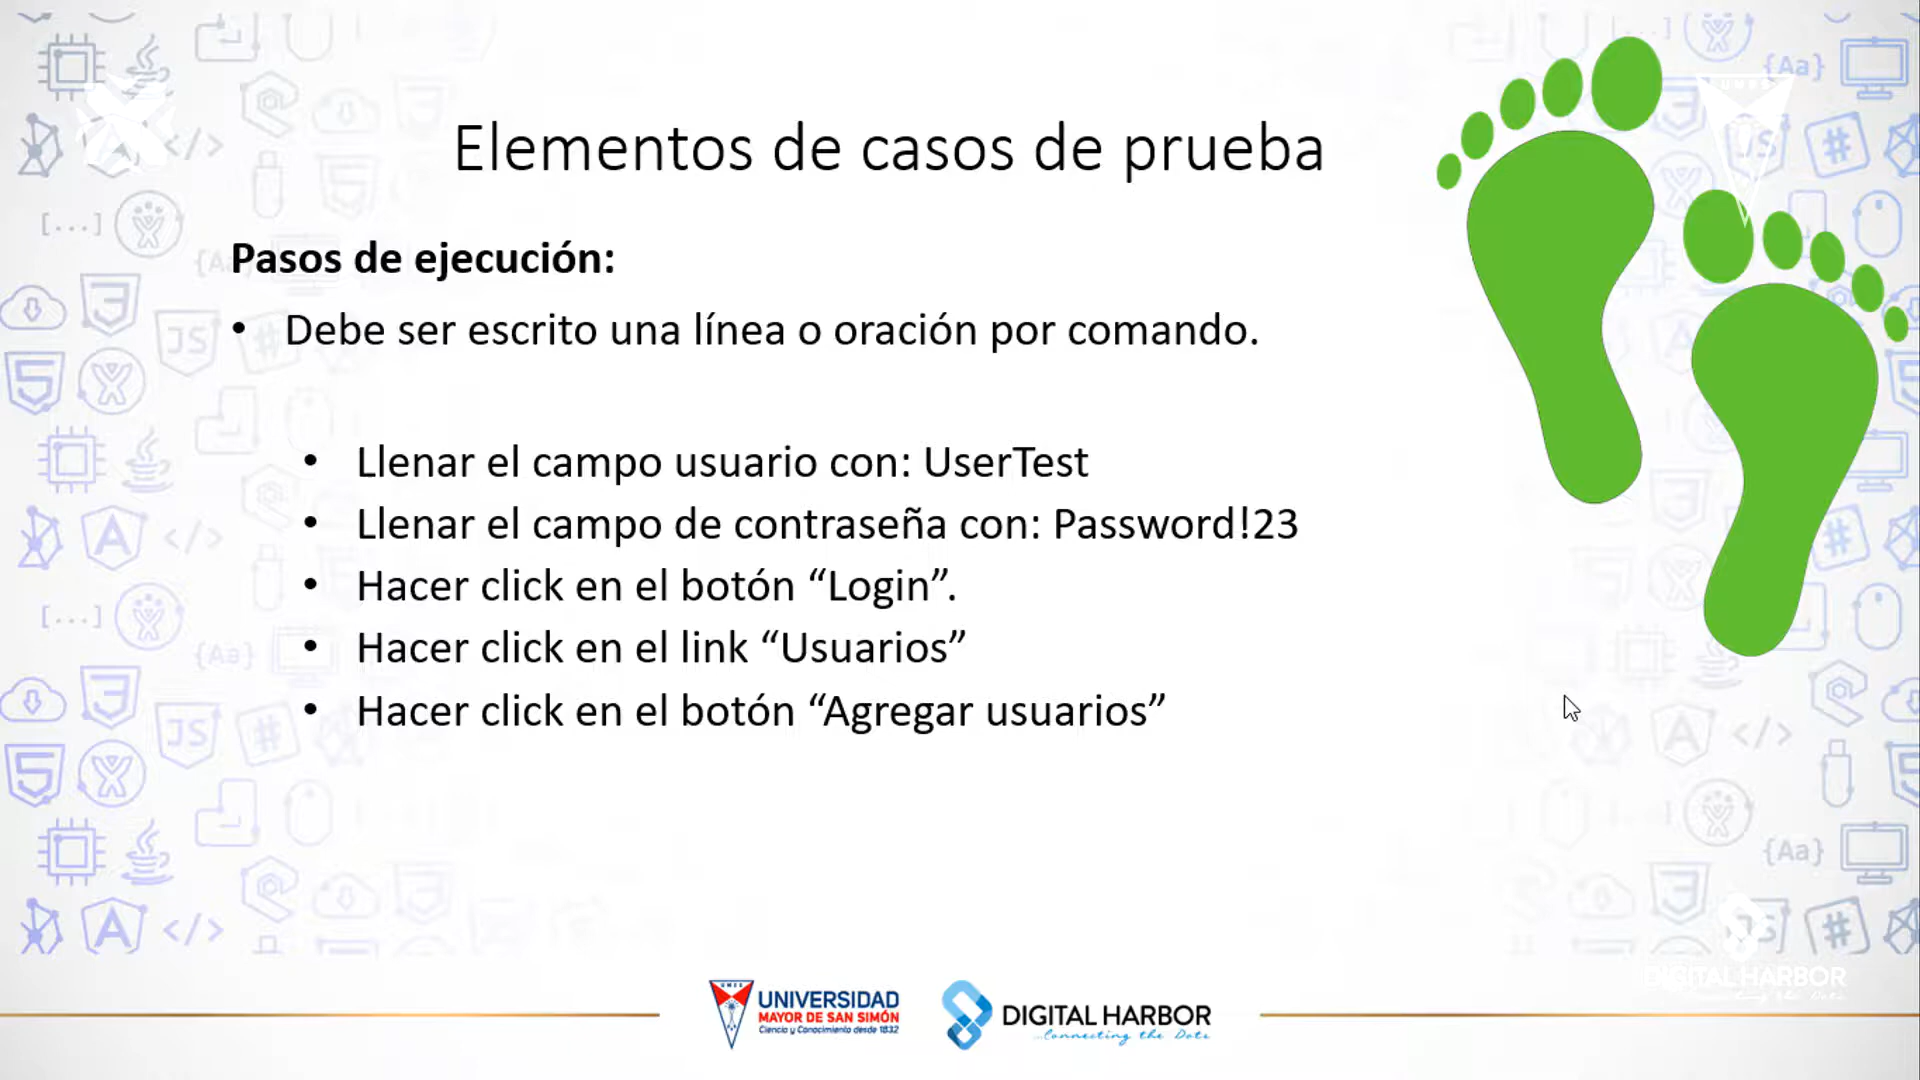 Elementos de casos de prueba
Pasos de ejecución:
• Debe ser escrito una línea o oración por comando.
• Llenar el campo usuario con: UserTest
• Llenar el campo de contraseña con: Password!23
• Hacer click en el botón “Login”.
• Hacer click en el link “Usuarios”
• Hacer click en el botón “Agregar usuarios”
UMSS
UNIVERSIDAD
MAYOR DE SAN SIMÓN
Ciencia y Conocimiento desde 1832
DIGITAL HARBOR
Connecting the Dots
DIGITAL HARBOR